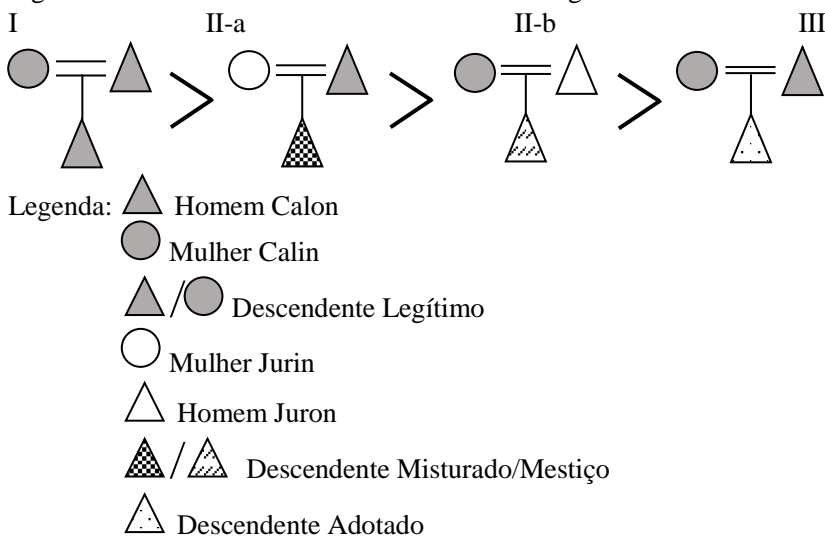 I II-a II-b III
> > >
Legenda: Homem Calon
Mulher Calin
/ Descendente Legítimo
Mulher Jurin
Homem Juron
/ Descendente Misturado/Mestiço
Descendente Adotado